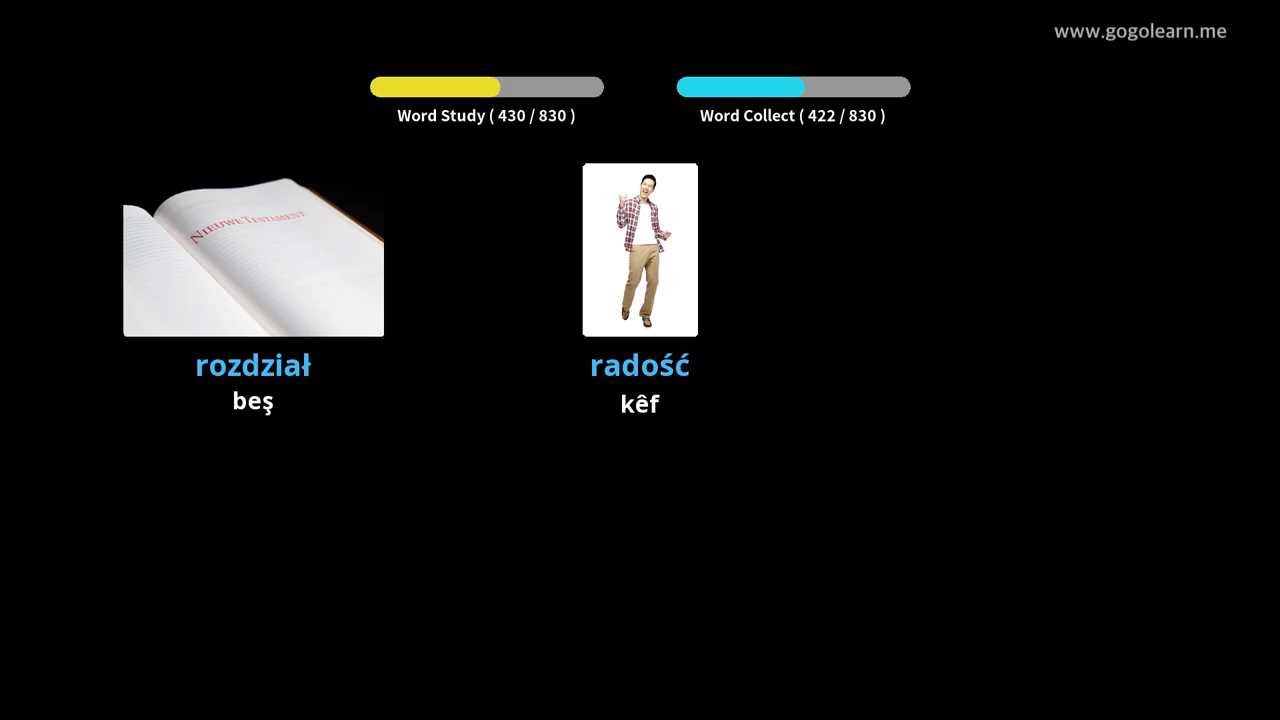 www.gogolearn.me
Word Study ( 430 / 830 )
Word Collect ( 422 / 830 )
NIEUWE TESTAMENT
rozdział
beş
radość
kêf